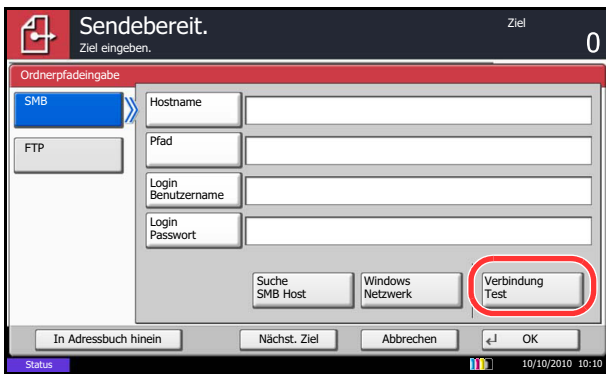 Sendebereit.
Ziel eingeben.
Ziel
0
Ordnerpfadeingabe
SMB
FTP
Hostname
Pfad
Login
Benutzername
Login
Passwort
Suche
SMB Host
Windows
Netzwerk
Verbindung
Test
In Adressbuch hinein
Nächst. Ziel
Abbrechen
OK
Status
10/10/2010 10:10